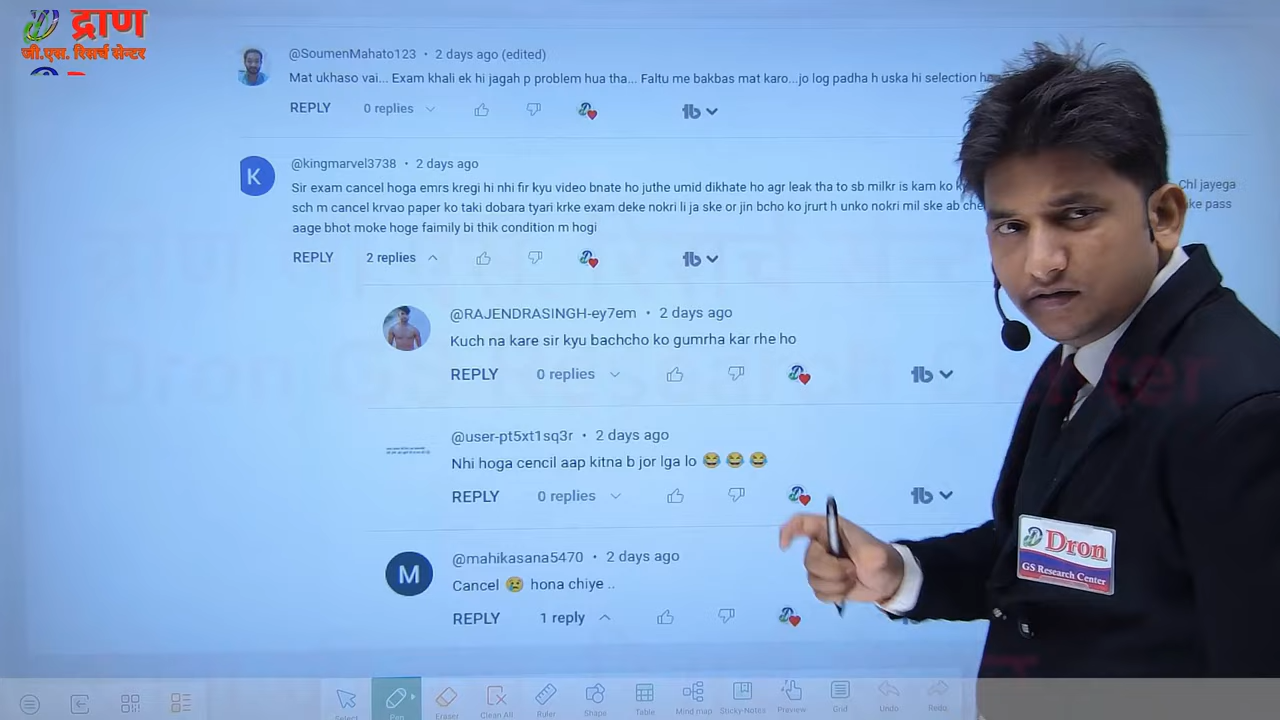 द्राण
जी.एस. रिसर्च सेन्टर
@SoumenMahato123 • 2 days ago (edited)
Mat ukhaso vai... Exam khali ek hi jagah p problem hua tha... Faltu me bakbas mat karo...jo log padha h uska hi selection
REPLY 0 replies
K
@kingmarvel3738 • 2 days ago
Sir exam cancel hoga emrs kregi hi nhi fir kyu video bnate ho juthe umid dikhate ho agr leak tha to sb milkr is kam ko Chl jayega
sch m cancel krvao paper ko taki dobara tyari krke exam deke nokri li ja ske or jin bcho ko jrurt h unko nokri mil ske ab pass
aage bhot moke hoge faimily bi thik condition m hogi
REPLY 2 replies
@RAJENDRASINGH-ey7em • 2 days ago
Kuch na kare sir kyu bachcho ko gumrha kar rhe ho
REPLY 0 replies
@user-pt5xt1sq3r • 2 days ago
Nhi hoga cencil aap kitna b jor lga lo 😂 😂 😂
REPLY 0 replies
M
@mahikasana5470 • 2 days ago
Cancel 😢 hona chiye ..
REPLY 1 reply
Dron
GS Research Center
Select Pen Eraser Clean All Ruler Shape Table Mind map Sticky-Notes Preview Grid Undo Redo